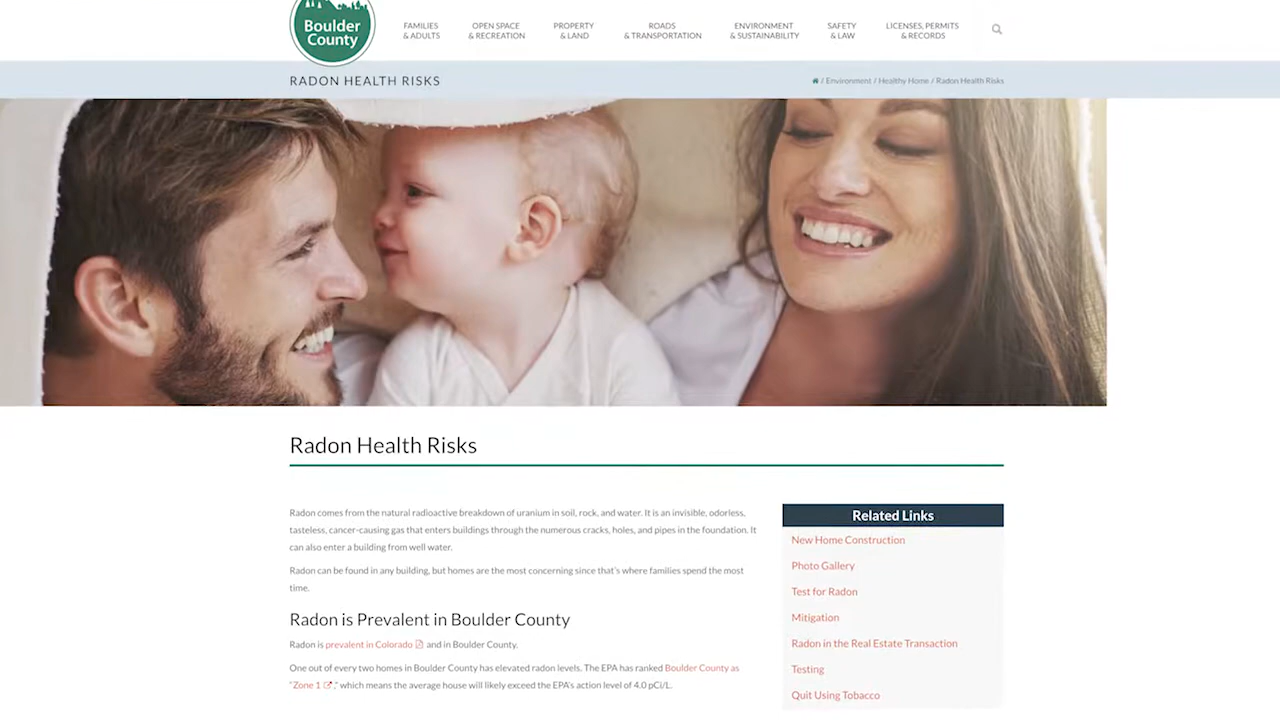 Boulder
County
FAMILIES
& ADULTS
OPEN SPACE
& RECREATION
PROPERTY
& LAND
ROADS
& TRANSPORTATION
ENVIRONMENT
& SUSTAINABILITY
SAFETY
& LAW
LICENSES, PERMITS
& RECORDS
RADON HEALTH RISKS
/ Environment / Healthy Home / Radon Health Risks
Radon Health Risks
Radon comes from the natural radioactive breakdown of uranium in soil, rock, and water. It is an invisible, odorless,
tasteless, cancer-causing gas that enters buildings through the numerous cracks, holes, and pipes in the foundation. It
can also enter a building from well water.
Radon can be found in any building, but homes are the most concerning since that's where families spend the most
time.
Radon is Prevalent in Boulder County
Radon is prevalent in Colorado and in Boulder County.
One out of every two homes in Boulder County has elevated radon levels. The EPA has ranked Boulder County as
"Zone 1 ," which means the average house will likely exceed the EPA's action level of 4.0 pCi/L.
Related Links
New Home Construction
Photo Gallery
Test for Radon
Mitigation
Radon in the Real Estate Transaction
Testing
Quit Using Tobacco